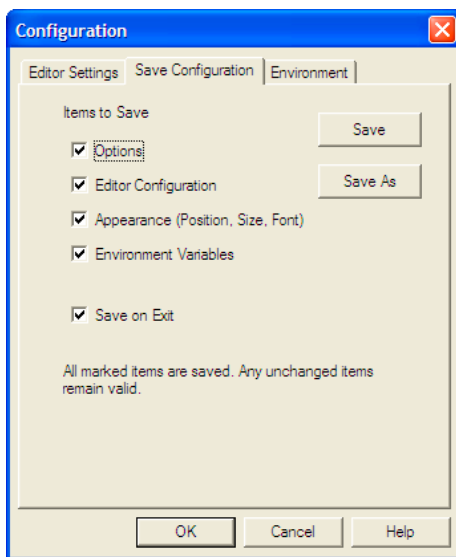 Configuration
Editor Settings
Save Configuration
Environment
Items to Save
Save
Options
Editor Configuration
Save As
Appearance (Position, Size, Font)
Environment Variables
Save on Exit
All marked items are saved. Any unchanged items
remain valid.
OK
Cancel
Help